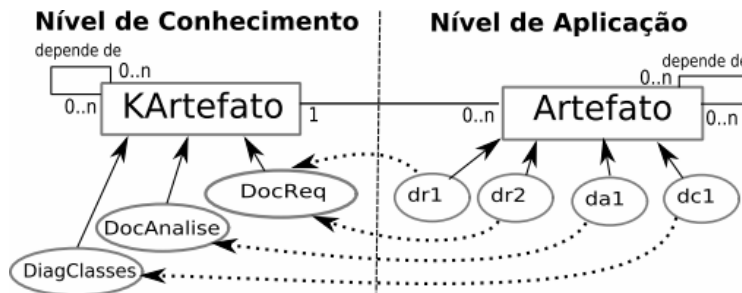 Nível de Conhecimento
Nível de Aplicação
depende de
0..n
0..n
KArtefato
1
0..n
Artefato
depende de
0..n
0..n
DocReq
dr1
dr2
da1
dc1
DocAnalise
DiagClasses